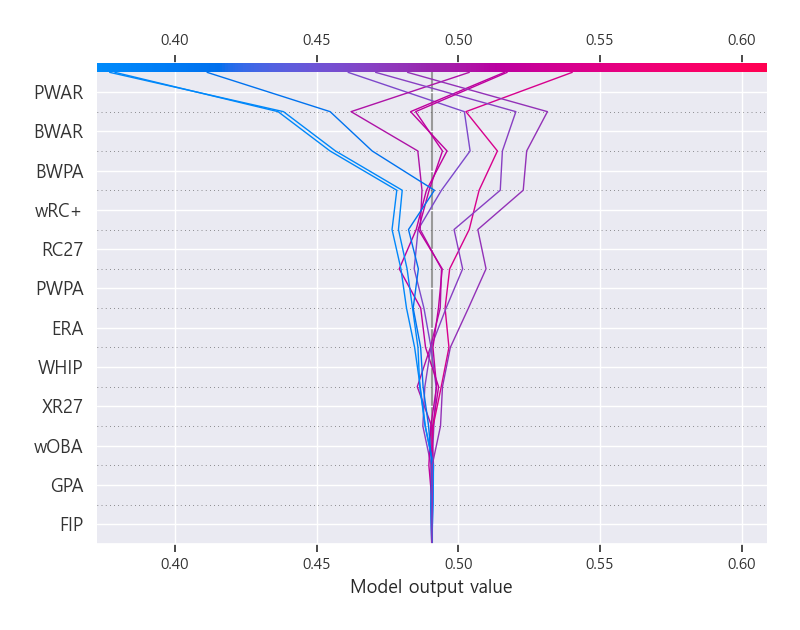 0.40 0.45 0.50 0.55 0.60
PWAR
BWAR
BWPA
wRC+
RC27
PWPA
ERA
WHIP
XR27
wOBA
GPA
FIP
0.40 0.45 0.50 0.55 0.60
Model output value